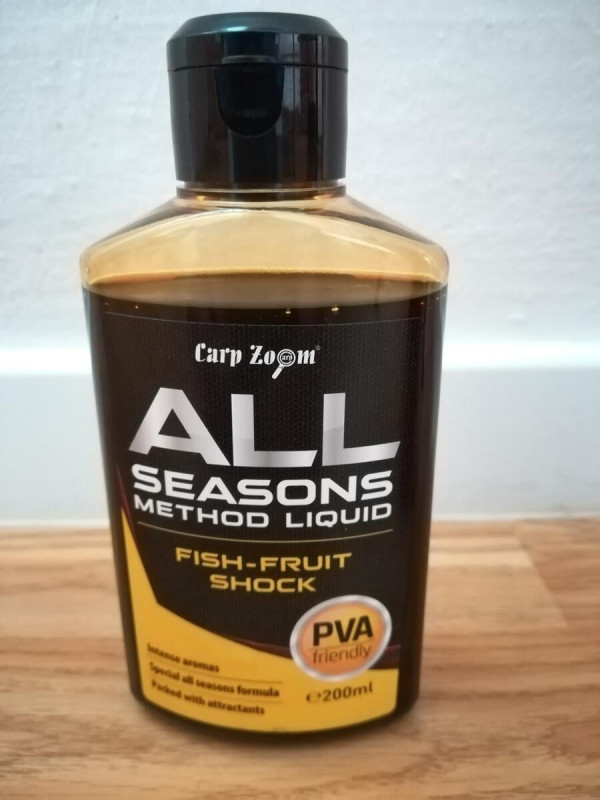 Carp Zoom®
ALL
SEASONS
METHOD LIQUID
FISH-FRUIT
SHOCK
PVA
friendly
Intense aromas
Special all seasons formula
Packed with attractants
℮200ml